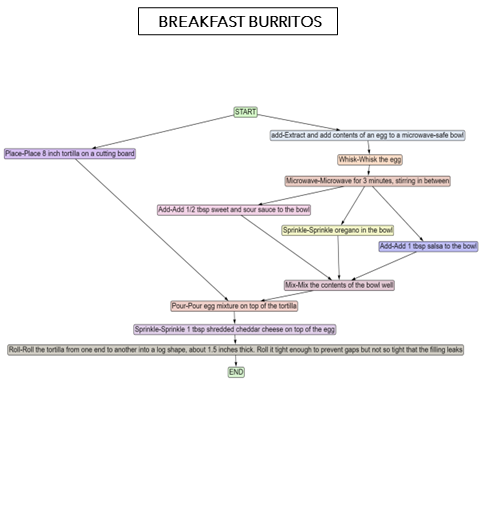 BREAKFAST BURRITOS
START
add-Extract and add contents of an egg to a microwave-safe bowl
Place-Place 8 inch tortilla on a cutting board
Whisk-Whisk the egg
Microwave-Microwave for 3 minutes, stirring in between
Add-Add 1/2 tbsp sweet and sour sauce to the bowl
Sprinkle-Sprinkle oregano in the bowl
Add-Add 1 tbsp salsa to the bowl
Mix-Mix the contents of the bowl well
Pour-Pour egg mixture on top of the tortilla
Sprinkle-Sprinkle 1 tbsp shredded cheddar cheese on top of the egg
Roll-Roll the tortilla from one end to another into a log shape, about 1.5 inches thick. Roll it tight enough to prevent gaps but not so tight that the filling leaks
END